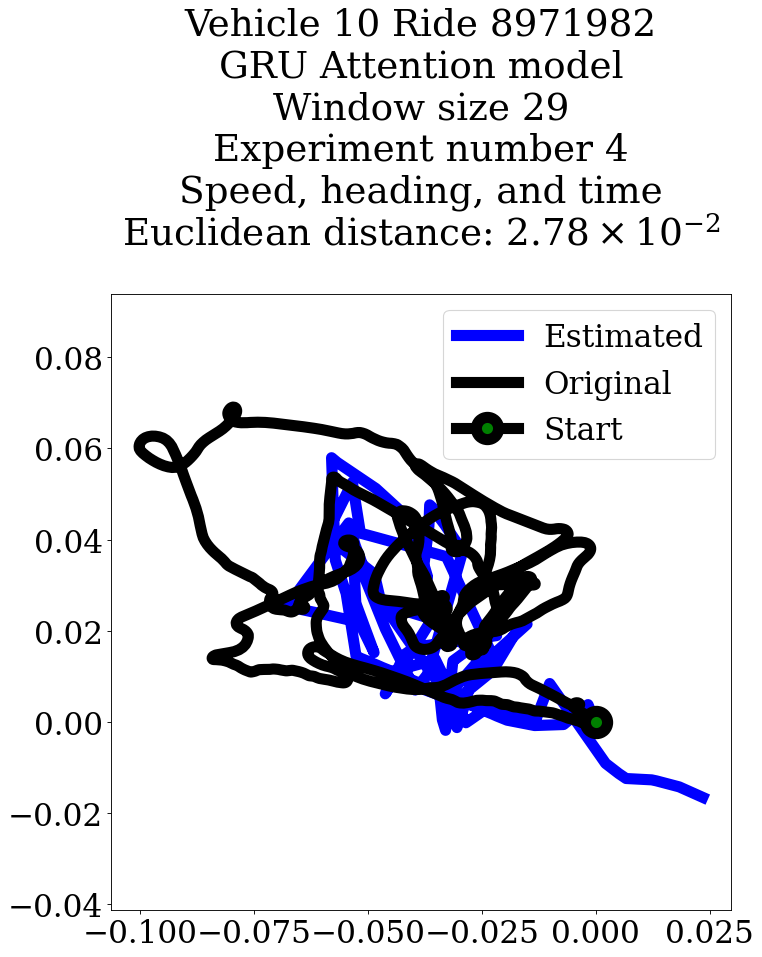 Vehicle 10 Ride 8971982
GRU Attention model
Window size 29
Experiment number 4
Speed, heading, and time
Euclidean distance: 2.78 × 10⁻²
Estimated
Original
Start
0.08
0.06
0.04
0.02
0.00
−0.02
−0.04
−0.100 −0.075 −0.050 −0.025 0.000 0.025